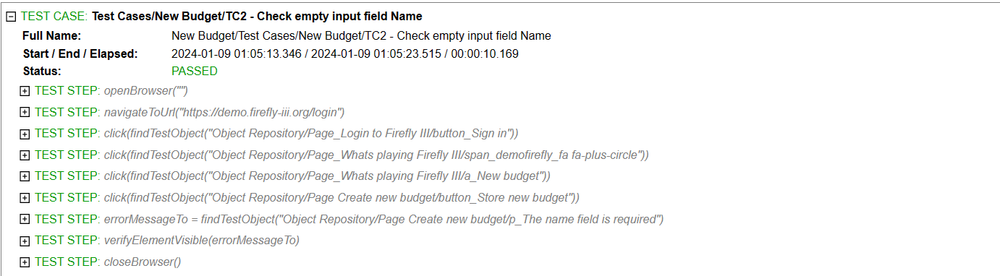 TEST CASE: Test Cases/New Budget/TC2 - Check empty input field Name
Full Name: New Budget/Test Cases/New Budget/TC2 - Check empty input field Name
Start / End / Elapsed: 2024-01-09 01:05:13.346 / 2024-01-09 01:05:23.515 / 00:00:10.169
Status: PASSED
TEST STEP: openBrowser("")
TEST STEP: navigateToUrl("https://demo.firefly-iii.org/login")
TEST STEP: click(findTestObject("Object Repository/Page_Login to Firefly III/button_Sign in"))
TEST STEP: click(findTestObject("Object Repository/Page_Whats playing Firefly III/span_demofirefly_fa fa-plus-circle"))
TEST STEP: click(findTestObject("Object Repository/Page_Whats playing Firefly III/a_New budget"))
TEST STEP: click(findTestObject("Object Repository/Page Create new budget/button_Store new budget"))
TEST STEP: errorMessageTo = findTestObject("Object Repository/Page Create new budget/p_The name field is required")
TEST STEP: verifyElementVisible(errorMessageTo)
TEST STEP: closeBrowser()